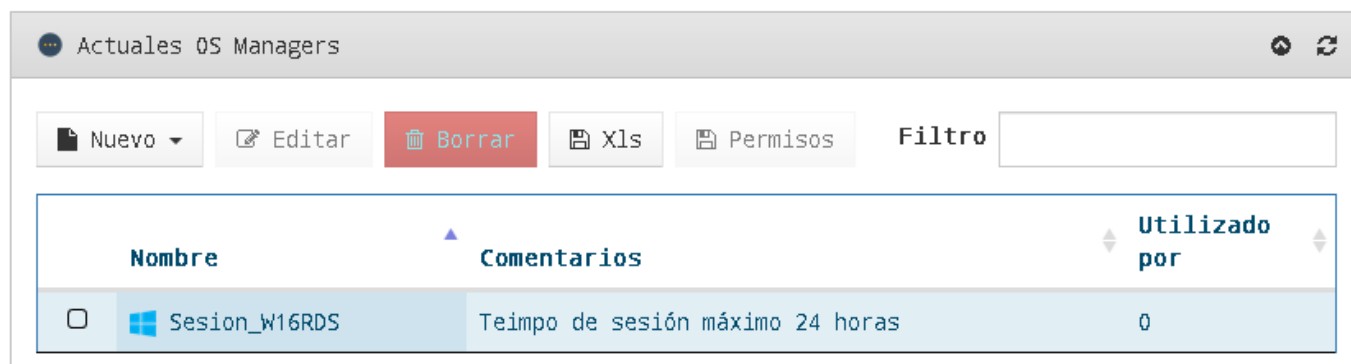 Actuales OS Managers
Nuevo Editar Borrar Xls Permisos Filtro
Nombre Comentarios Utilizado por
Sesion_W16RDS Teimpo de sesión máximo 24 horas 0